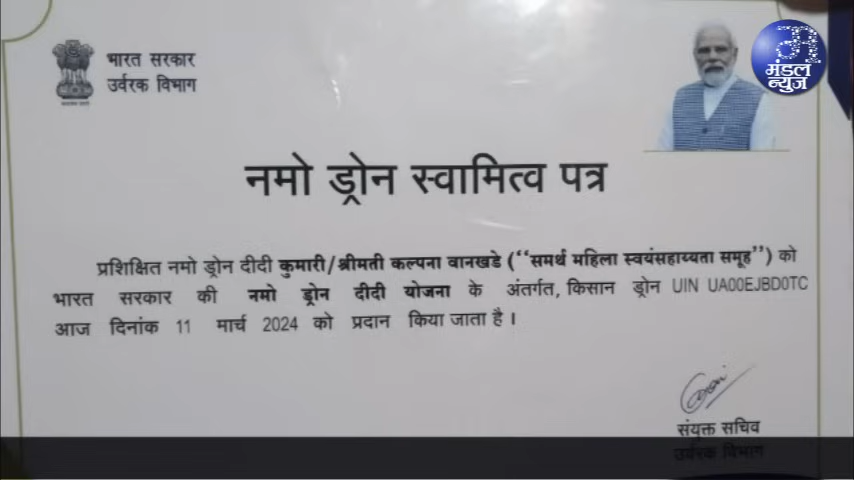 भारत सरकार
उर्वरक विभाग
मंडल
न्युज
नमो ड्रोन स्वामित्व पत्र
प्रशिक्षित नमो ड्रोन दीदी कुमारी/श्रीमती कल्पना वानखडे (‘‘समर्थ महिला स्वयंसहाय्यता समूह’’) को
भारत सरकार की नमो ड्रोन दीदी योजना के अंतर्गत, किसान ड्रोन UIN UA00EJBD0TC
आज दिनांक 11 मार्च 2024 को प्रदान किया जाता है।
संयुक्त सचिव
उर्वरक विभाग